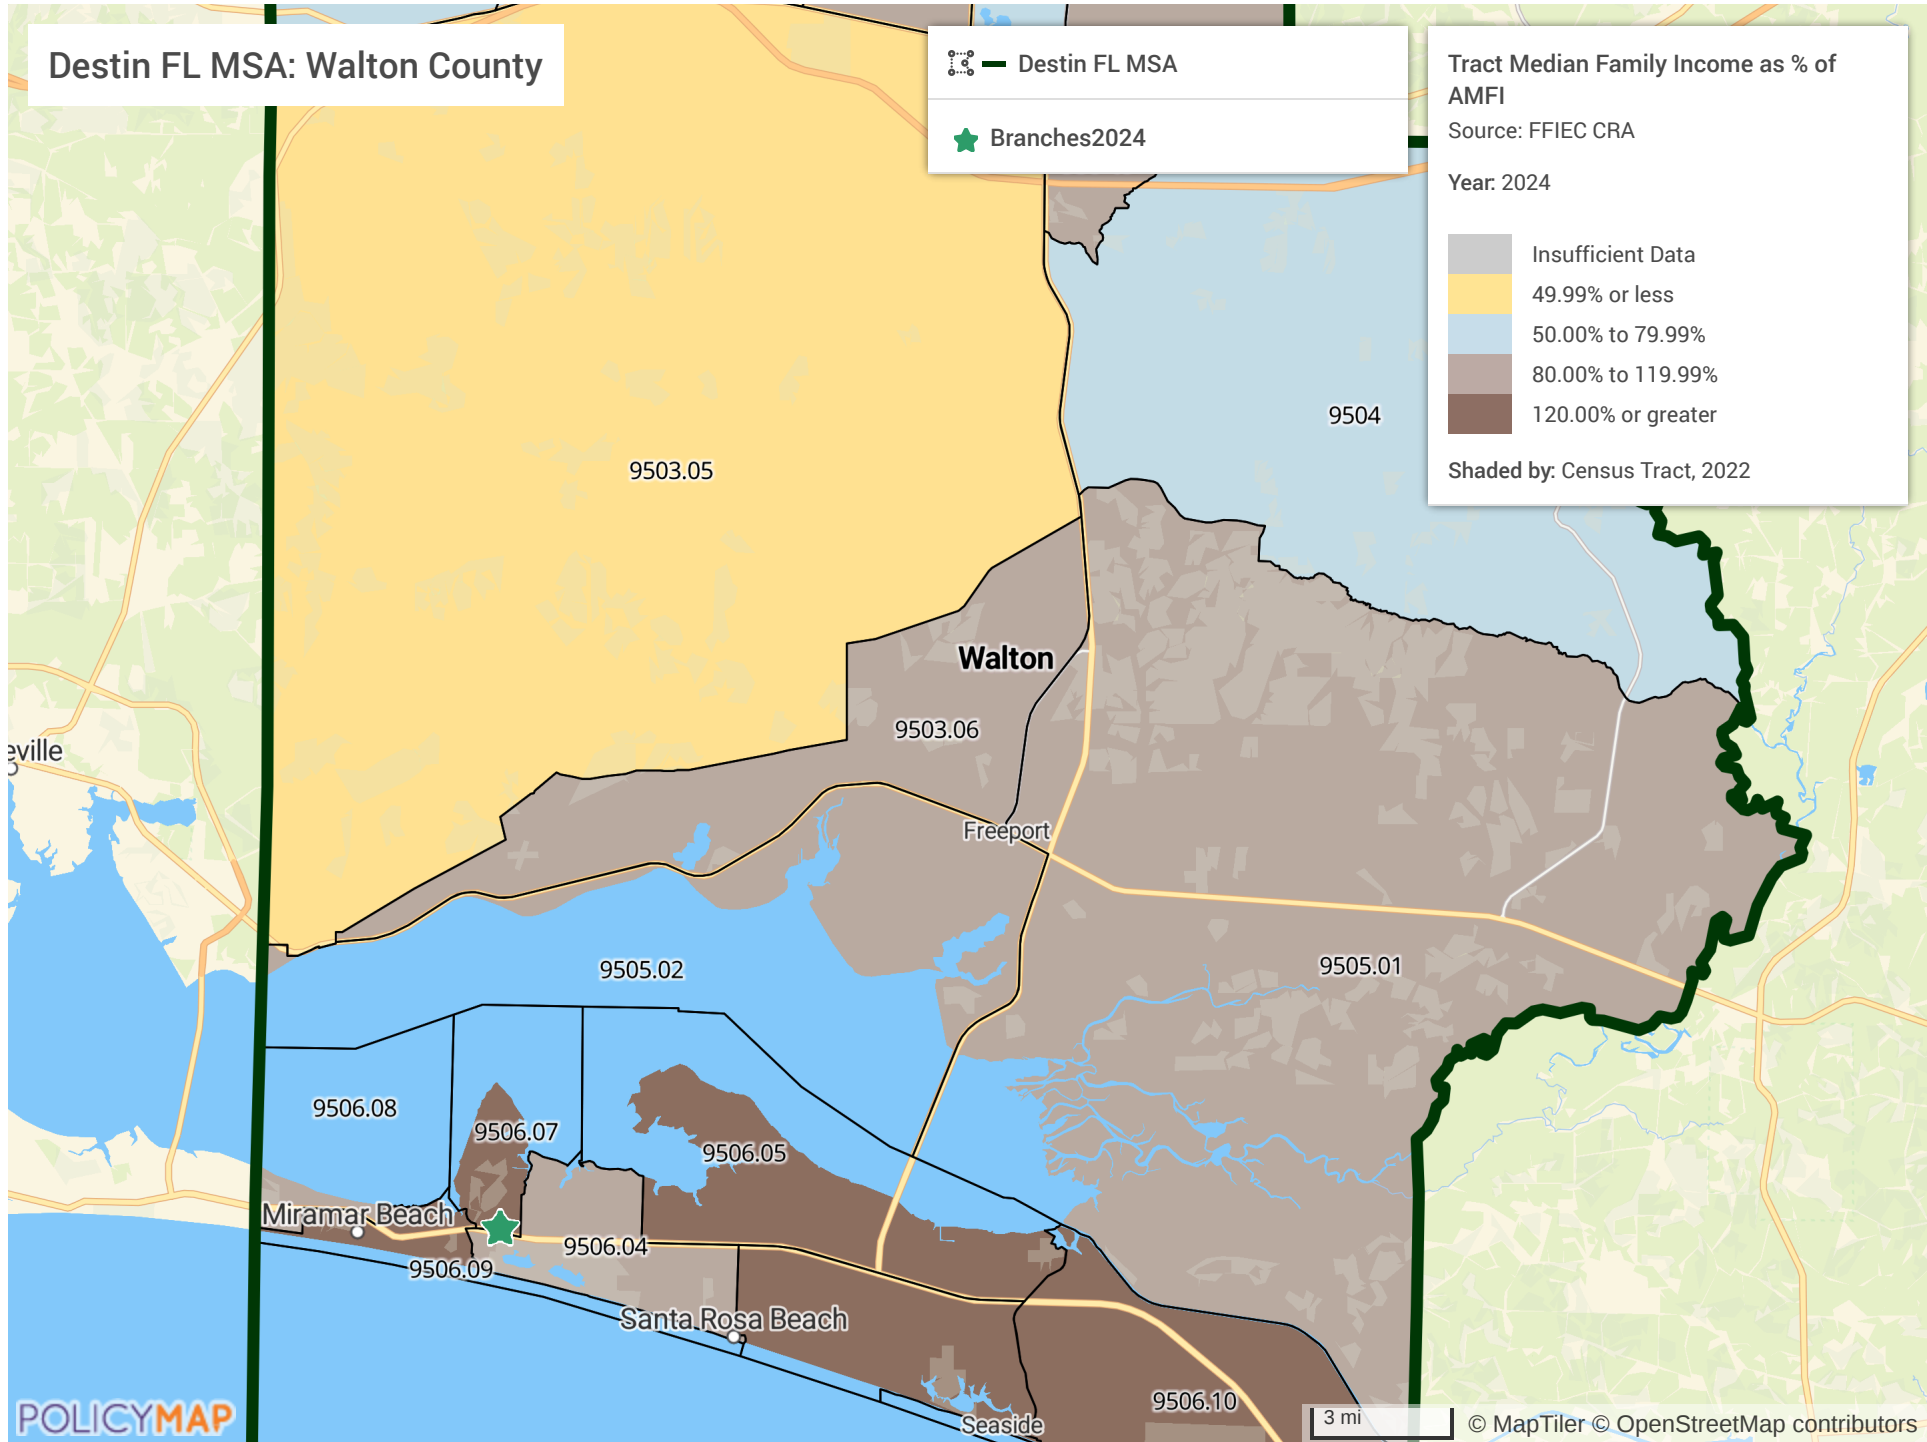 Destin FL MSA: Walton County
Destin FL MSA
Branches2024
Tract Median Family Income as % of
AMFI
Source: FFIEC CRA
Year: 2024
Insufficient Data
49.99% or less
50.00% to 79.99%
80.00% to 119.99%
120.00% or greater
Shaded by: Census Tract, 2022
9504
9503.05
Walton
9503.06
eville
Freeport
9505.02
9505.01
9506.08
9506.07
9506.05
Miramar Beach
9506.04
9506.09
Santa Rosa Beach
9506.10
Seaside
POLICYMAP
3 mi
© MapTiler © OpenStreetMap contributors